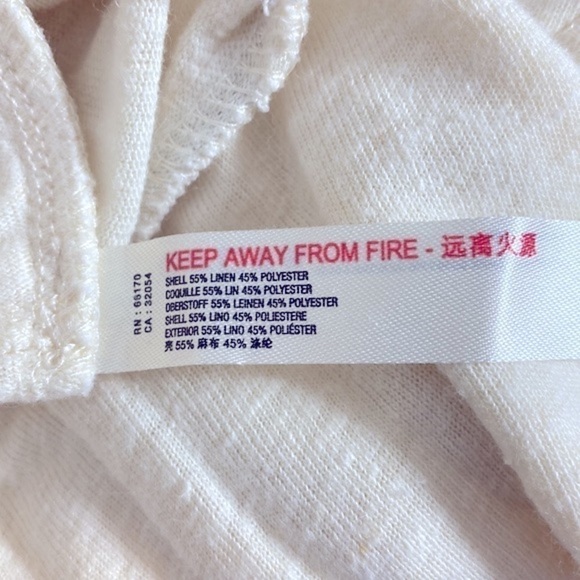 KEEP AWAY FROM FIRE - 远离火源
SHELL 55% LINEN 45% POLYESTER
COQUILLE 55% LIN 45% POLYESTER
OBERSTOFF 55% LEINEN 45% POLYESTER
SHELL 55% LINO 45% POLIESTERE
EXTERIOR 55% LINO 45% POLIÉSTER
壳 55% 麻布 45% 涤纶
RN : 66170
CA : 32054